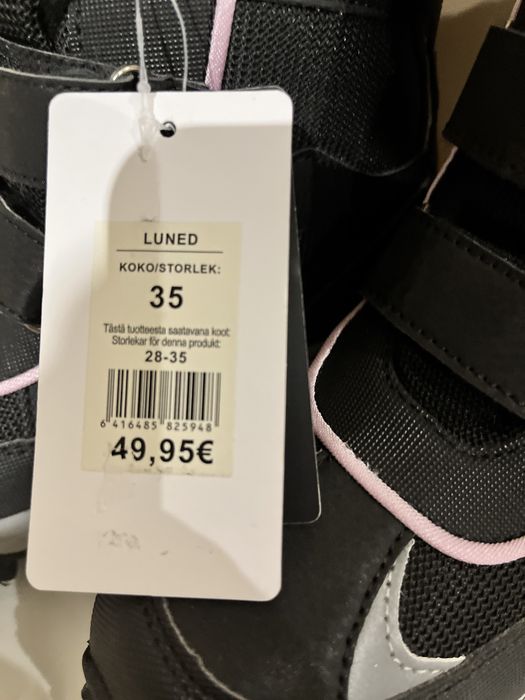 LUNED
KOKO/STORLEK:
35
Tästä tuotteesta saatavana koot:
Storlekar för denna produkt:
28-35
6 416485 825948
49,95€